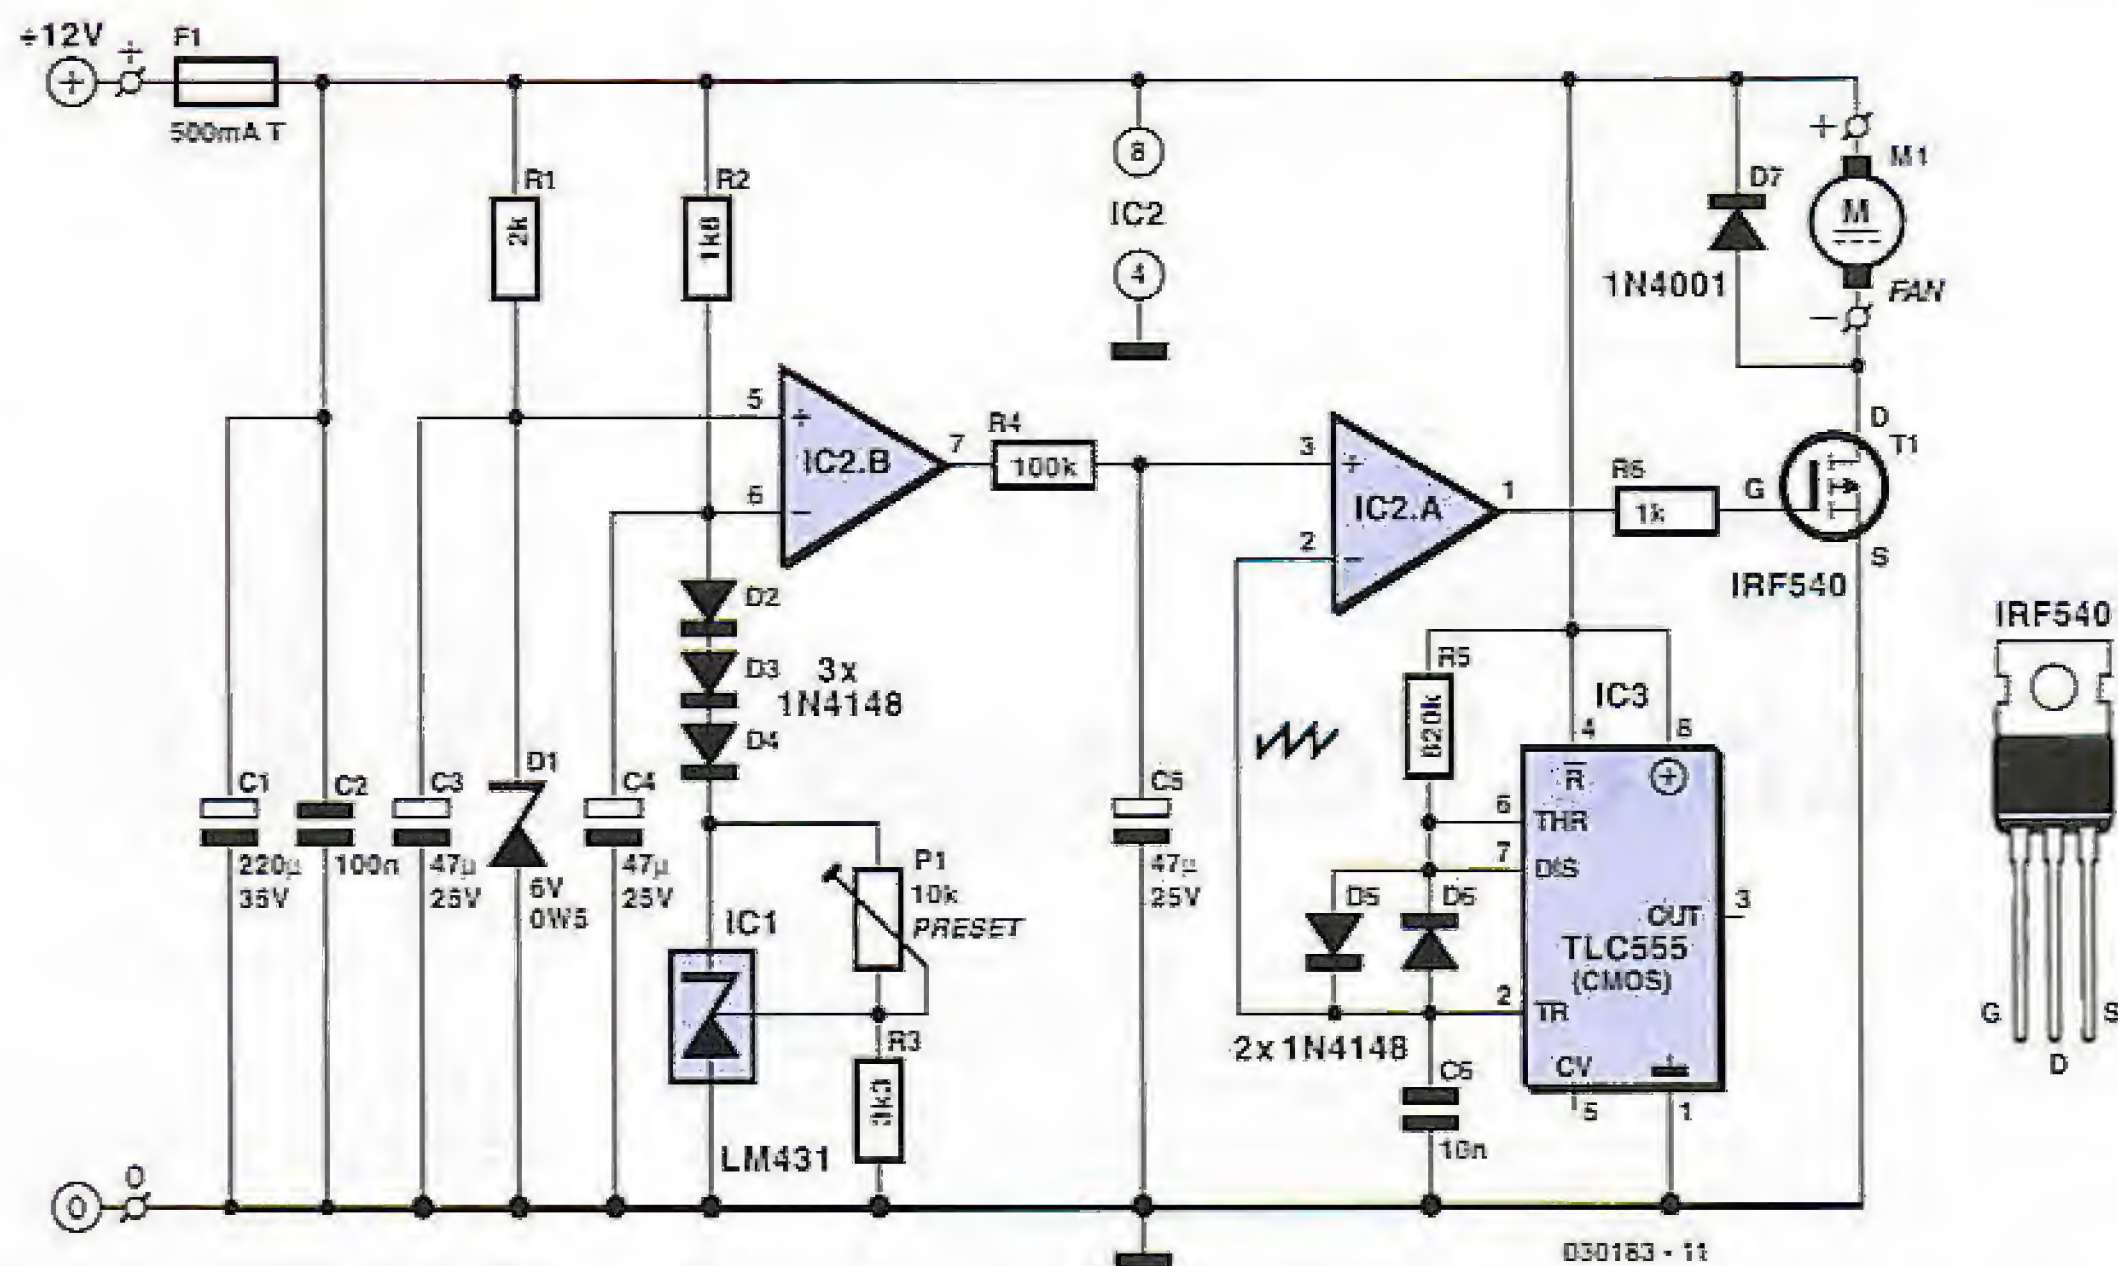 +12V
+
F1
500mA T
R1
2k
R2
1k8
8
IC2
4
+
M1
M
D7
1N4001
FAN
−
5
+
IC2.B
7
6
−
R4
100k
3
+
IC2.A
1
2
−
R6
1k
G
D
T1
S
IRF540
IRF540
D2
D3
3x
1N4148
D4
R5
820k
IC3
4
8
R
+
6
THR
7
DIS
3
OUT
TLC555
(CMOS)
2
TR
CV
5
1
C1
220µ
35V
C2
100n
C3
47µ
25V
D1
6V
0W5
C4
47µ
25V
P1
10k
PRESET
IC1
LM431
R3
3k3
C5
47µ
25V
D5
D6
2x 1N4148
C6
10n
G
D
S
0
0
030183 - 11